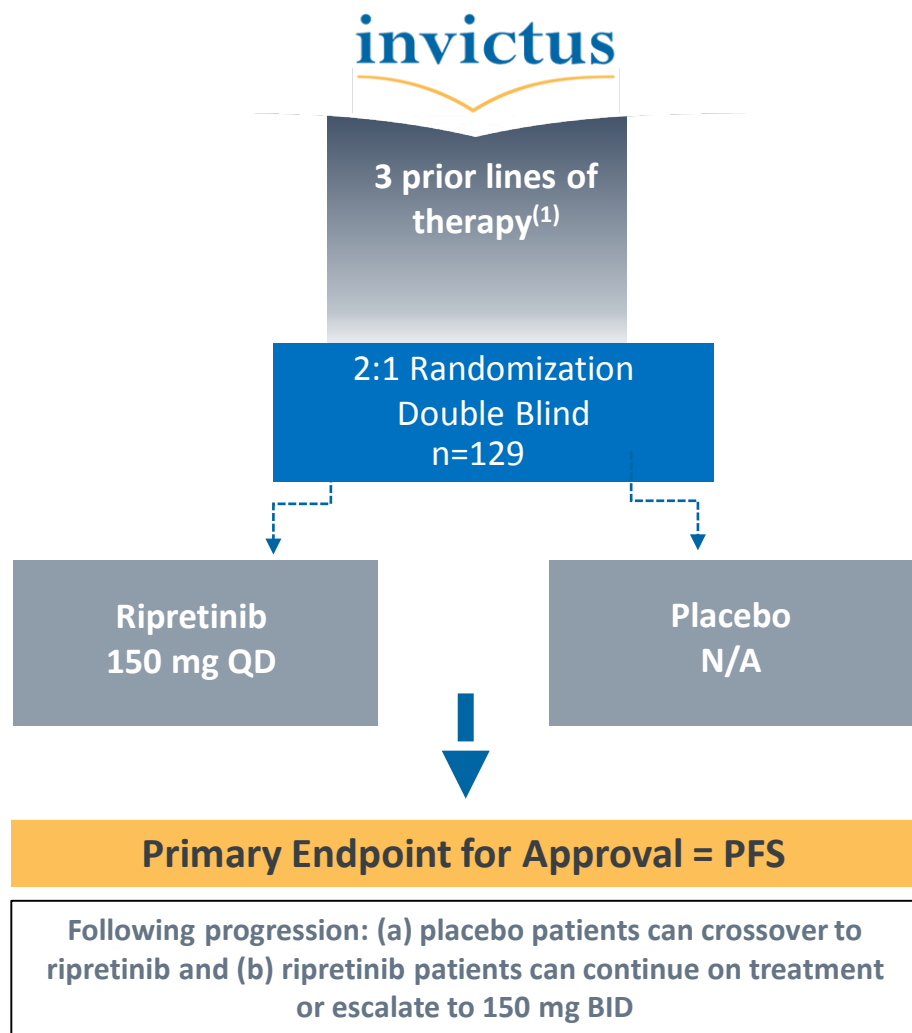 invictus
3 prior lines of
therapy(1)
2:1 Randomization
Double Blind
n=129
Ripretinib
150 mg QD
Placebo
N/A
Primary Endpoint for Approval = PFS
Following progression: (a) placebo patients can crossover to
ripretinib and (b) ripretinib patients can continue on treatment
or escalate to 150 mg BID